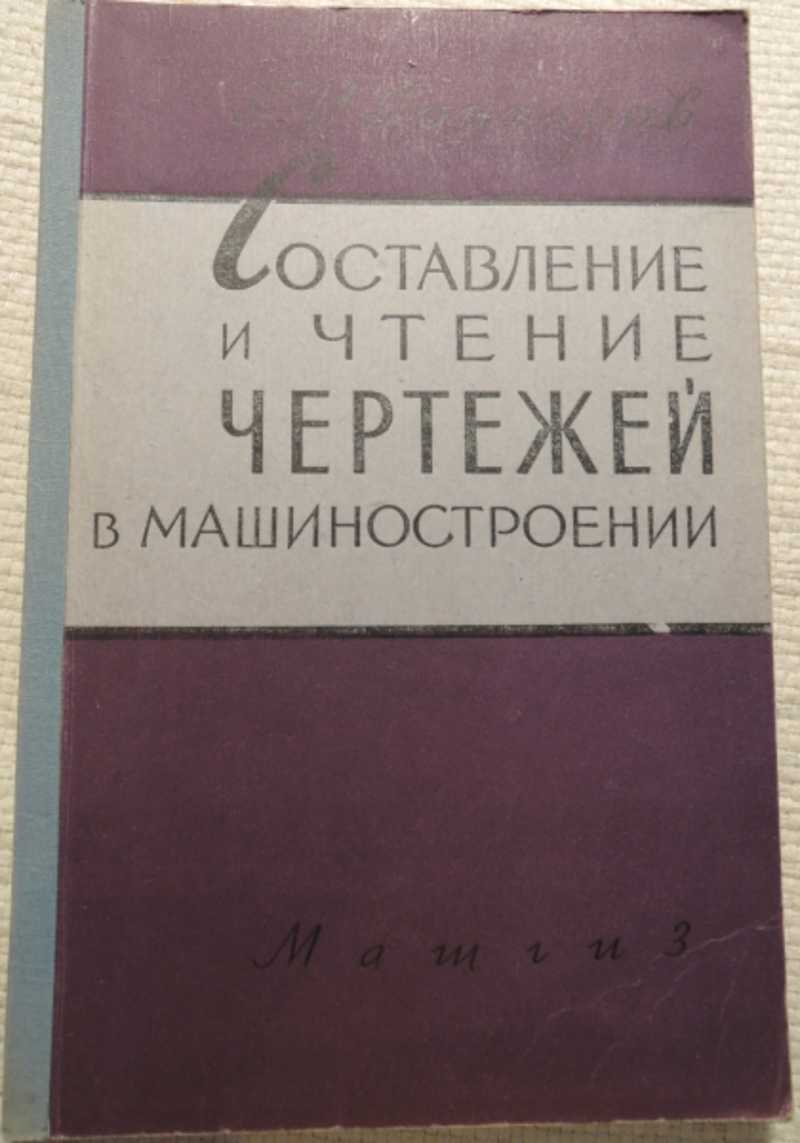 Составление
и чтение
чертежей
в машиностроении
Машгиз